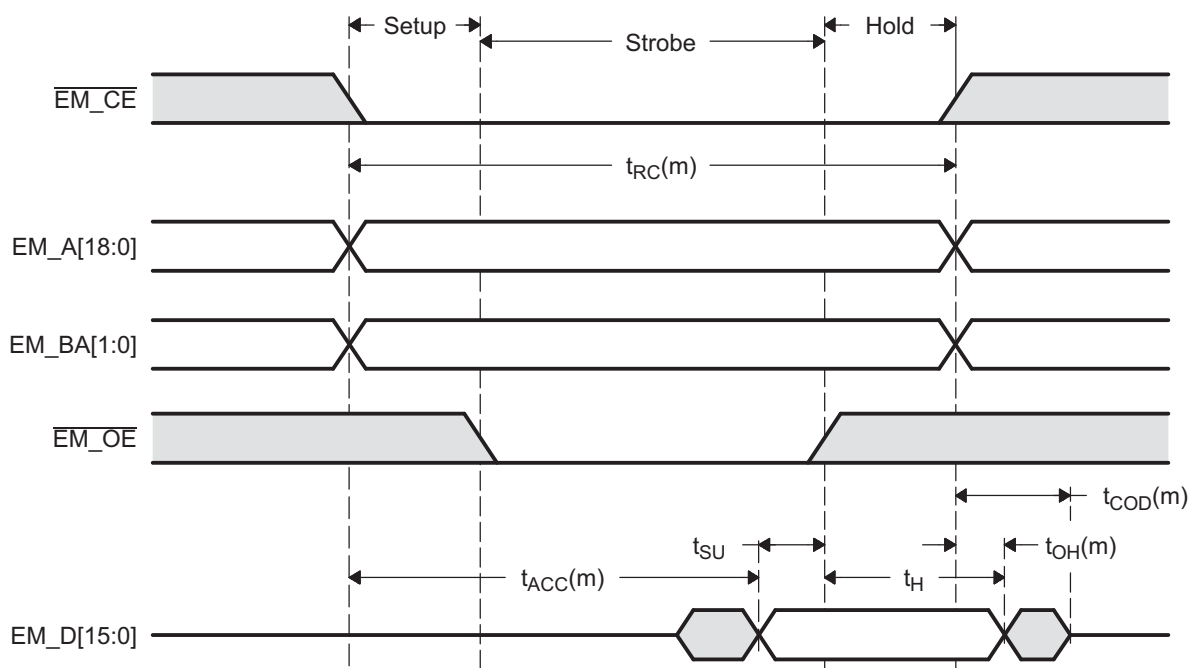 Setup
Strobe
Hold
EM_CE
tRC(m)
EM_A[18:0]
EM_BA[1:0]
EM_OE
tCOD(m)
tSU
tOH(m)
tACC(m)
tH
EM_D[15:0]